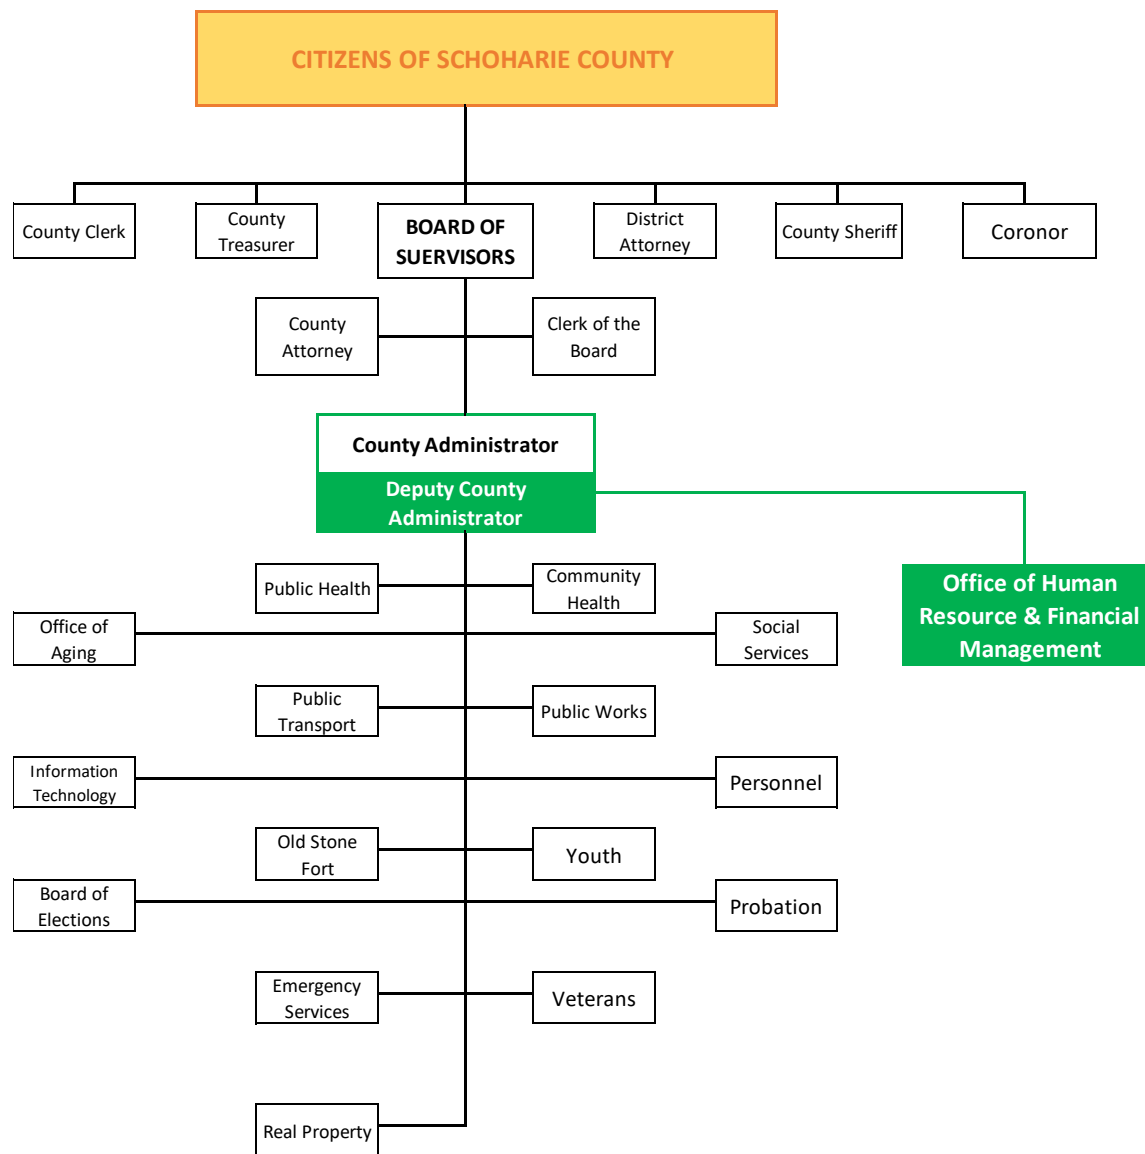 CITIZENS OF SCHOHARIE COUNTY
County Clerk
County
Treasurer
BOARD OF
SUERVISORS
District
Attorney
County Sheriff
Coronor
County
Attorney
Clerk of the
Board
County Administrator
Deputy County
Administrator
Public Health
Community
Health
Office of Human
Resource & Financial
Management
Office of
Aging
Social
Services
Public
Transport
Public Works
Information
Technology
Personnel
Old Stone
Fort
Youth
Board of
Elections
Probation
Emergency
Services
Veterans
Real Property